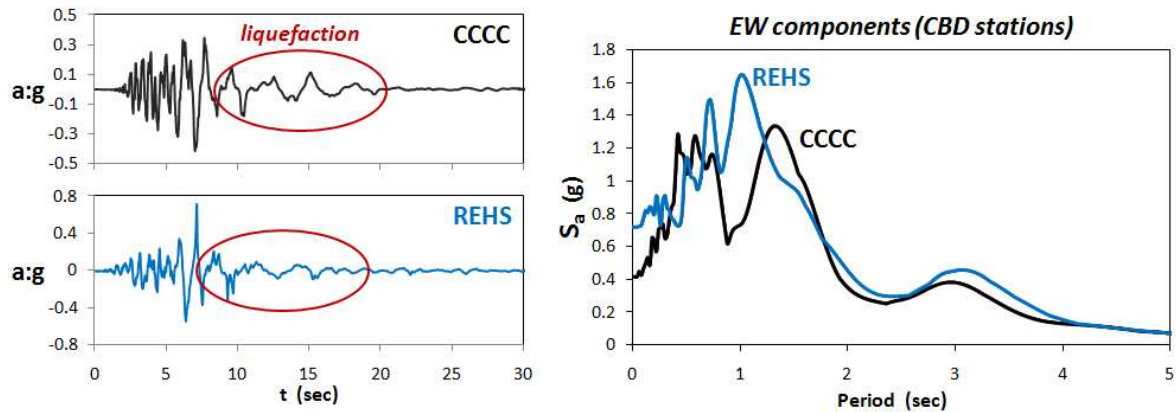 0.5
0.3
0.1
-0.1
-0.3
-0.5
a:g
liquefaction
CCCC
0.8
0.4
0
-0.4
-0.8
a:g
REHS
0 5 10 15 20 25 30
t (sec)
EW components (CBD stations)
1.8
1.6
1.4
1.2
1
0.8
0.6
0.4
0.2
0
Sa (g)
REHS
CCCC
0 1 2 3 4 5
Period (sec)